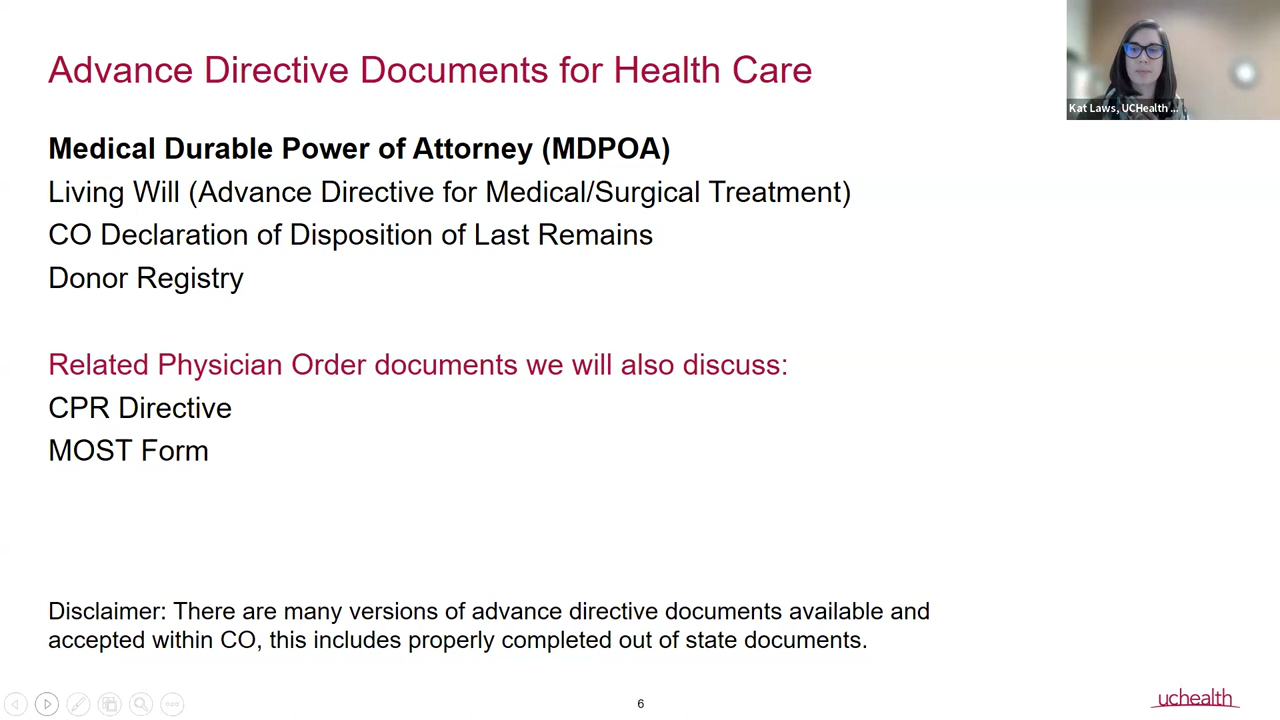 Advance Directive Documents for Health Care
Kat Laws, UCHealth ...
Medical Durable Power of Attorney (MDPOA)
Living Will (Advance Directive for Medical/Surgical Treatment)
CO Declaration of Disposition of Last Remains
Donor Registry
Related Physician Order documents we will also discuss:
CPR Directive
MOST Form
Disclaimer: There are many versions of advance directive documents available and
accepted within CO, this includes properly completed out of state documents.
6
uchealth